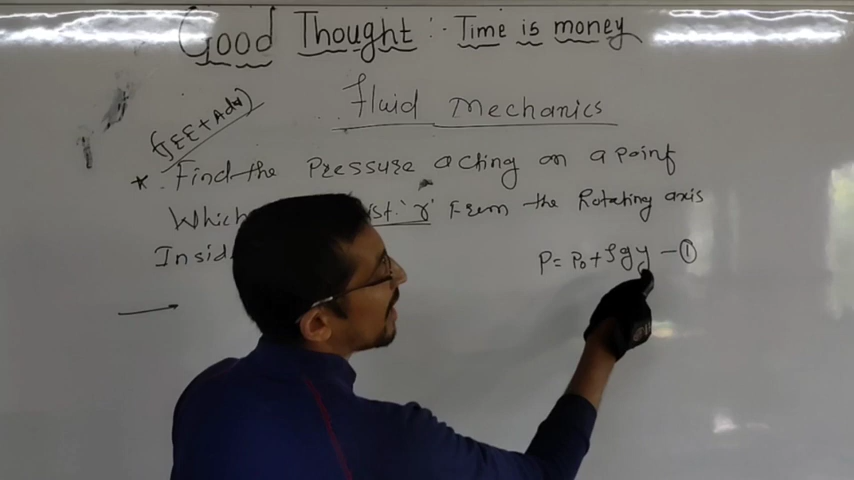 Good Thought :- Time is money
Fluid Mechanics
(JEE+Adv)
*. Find the Pressure acting on a point
Which dist. 'r' From the Rotating axis
Insid
P = P₀ + ρgy — ①